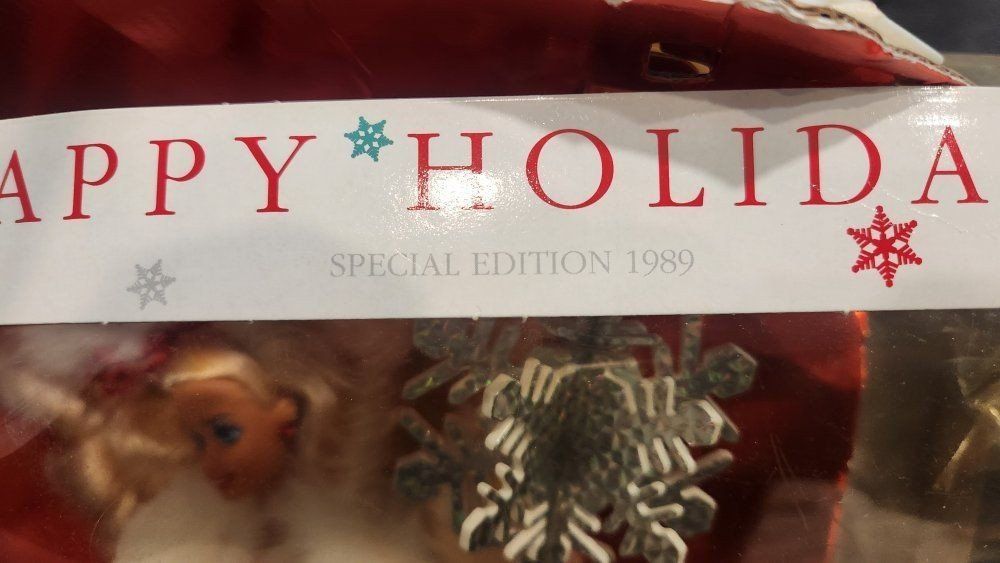 APPY HOLIDA
SPECIAL EDITION 1989